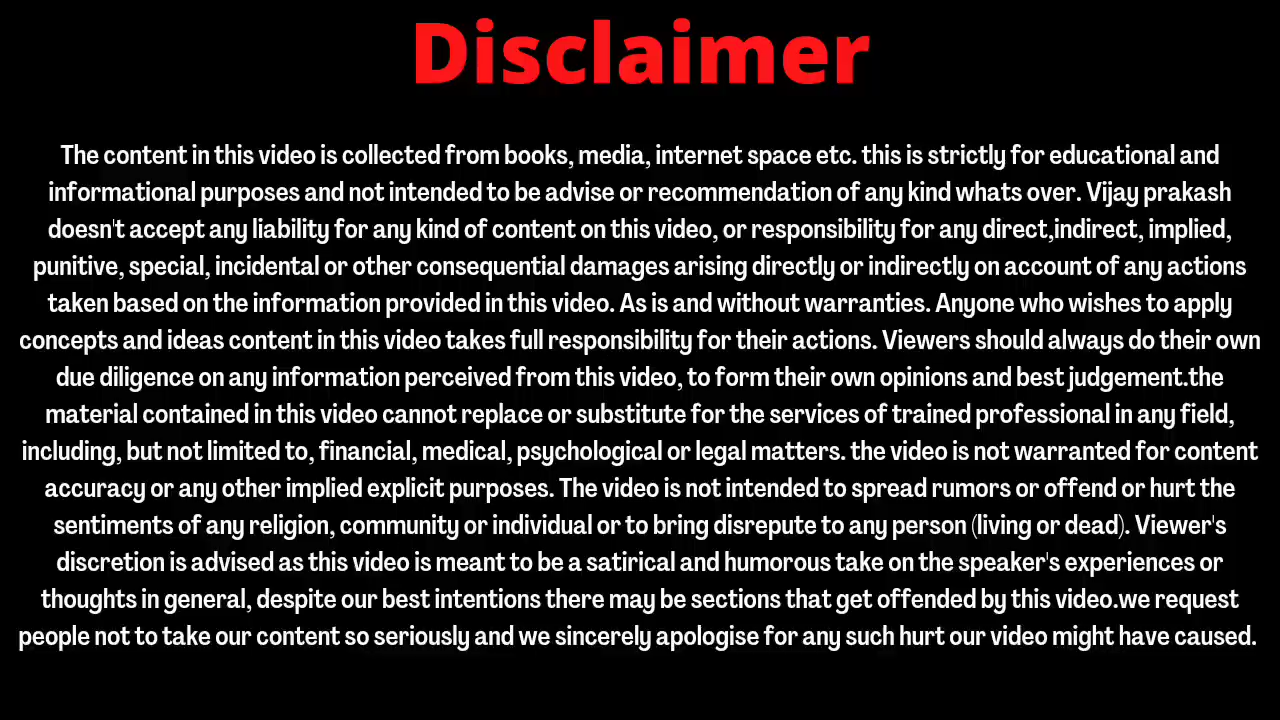 Disclaimer
The content in this video is collected from books, media, internet space etc. this is strictly for educational and
informational purposes and not intended to be advise or recommendation of any kind whats over. Vijay prakash
doesn't accept any liability for any kind of content on this video, or responsibility for any direct,indirect, implied,
punitive, special, incidental or other consequential damages arising directly or indirectly on account of any actions
taken based on the information provided in this video. As is and without warranties. Anyone who wishes to apply
concepts and ideas content in this video takes full responsibility for their actions. Viewers should always do their own
due diligence on any information perceived from this video, to form their own opinions and best judgement.the
material contained in this video cannot replace or substitute for the services of trained professional in any field,
including, but not limited to, financial, medical, psychological or legal matters. the video is not warranted for content
accuracy or any other implied explicit purposes. The video is not intended to spread rumors or offend or hurt the
sentiments of any religion, community or individual or to bring disrepute to any person (living or dead). Viewer's
discretion is advised as this video is meant to be a satirical and humorous take on the speaker's experiences or
thoughts in general, despite our best intentions there may be sections that get offended by this video.we request
people not to take our content so seriously and we sincerely apologise for any such hurt our video might have caused.